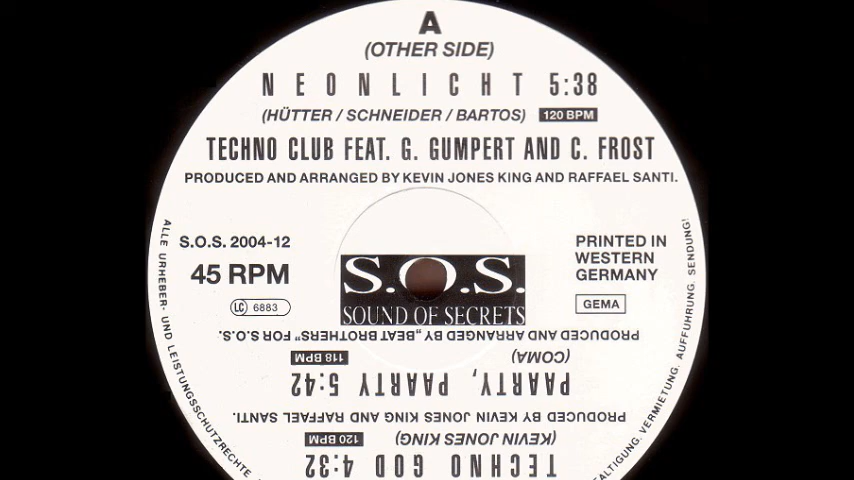 A
(OTHER SIDE)
NEONLICHT 5:38
(HÜTTER / SCHNEIDER / BARTOS) 120 BPM
TECHNO CLUB FEAT. G. GUMPERT AND C. FROST
PRODUCED AND ARRANGED BY KEVIN JONES KING AND RAFFAEL SANTI.
S.O.S. 2004-12
45 RPM
LC 6883
PRINTED IN
WESTERN
GERMANY
GEMA
S.O.S.
SOUND OF SECRETS
TECHNO GOD 4:32
(KEVIN JONES KING) 120 BPM
PRODUCED BY KEVIN JONES KING AND RAFFAEL SANTI.
PAARTY, PAARTY 5:42
(COMA) 118 BPM
PRODUCED AND ARRANGED BY „BEAT BROTHERS" FOR S.O.S.
ALLE URHEBER- UND LEISTUNGSSCHUTZRECHTE
VERMIETUNG. AUFFÜHRUNG. SENDUNG!